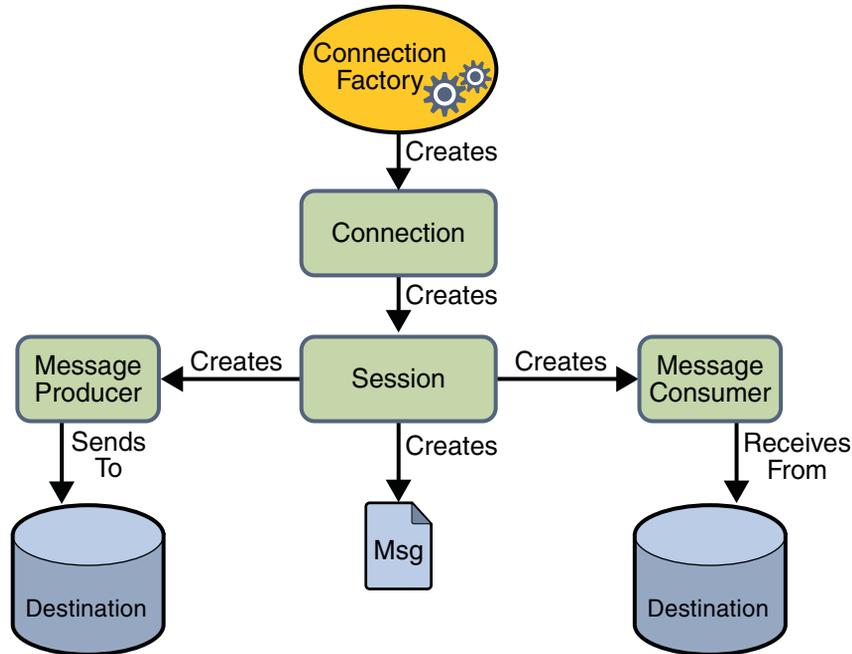 Connection
Factory
Creates
Connection
Creates
Message
Producer
Creates
Session
Creates
Message
Consumer
Sends
To
Creates
Receives
From
Destination
Msg
Destination